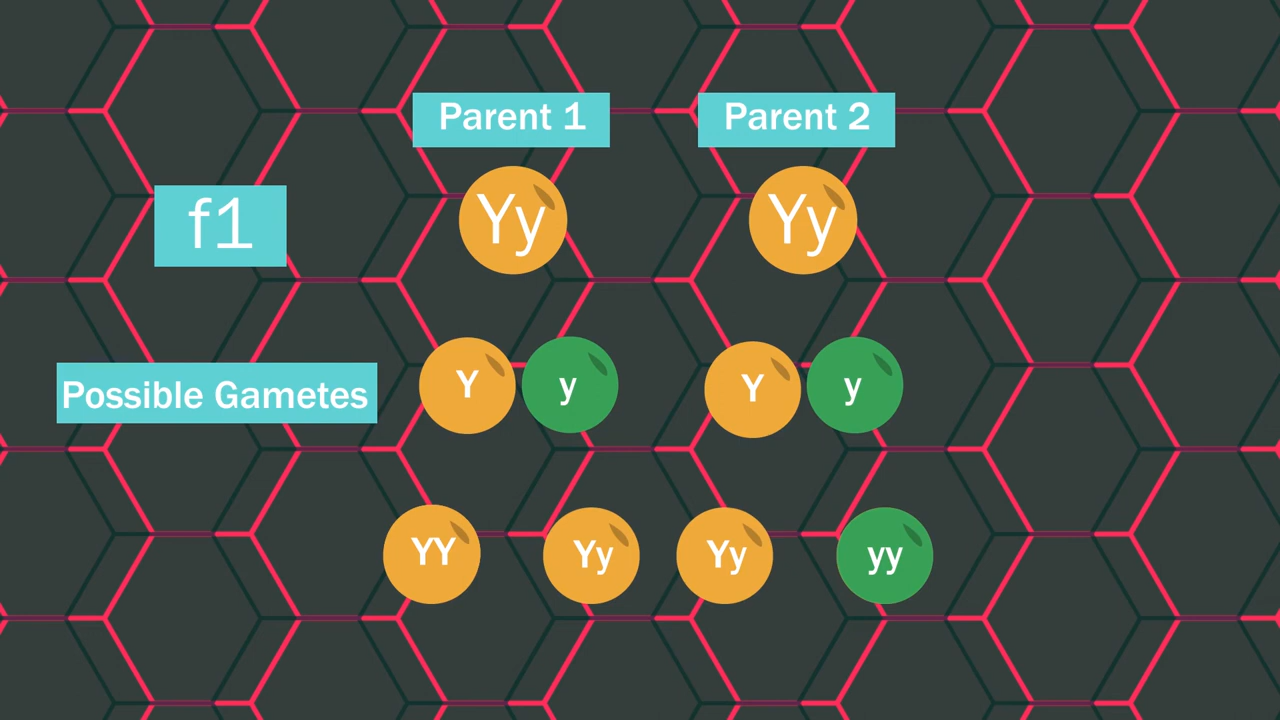 Parent 1
Parent 2
f1
Yy
Yy
Possible Gametes
Y
y
Y
y
YY
Yy
Yy
yy